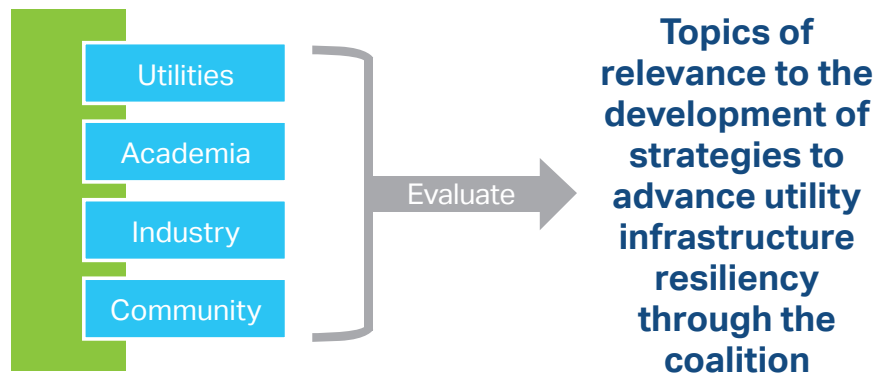 Utilities
Academia
Industry
Community
Evaluate
Topics of
relevance to the
development of
strategies to
advance utility
infrastructure
resiliency
through the
coalition